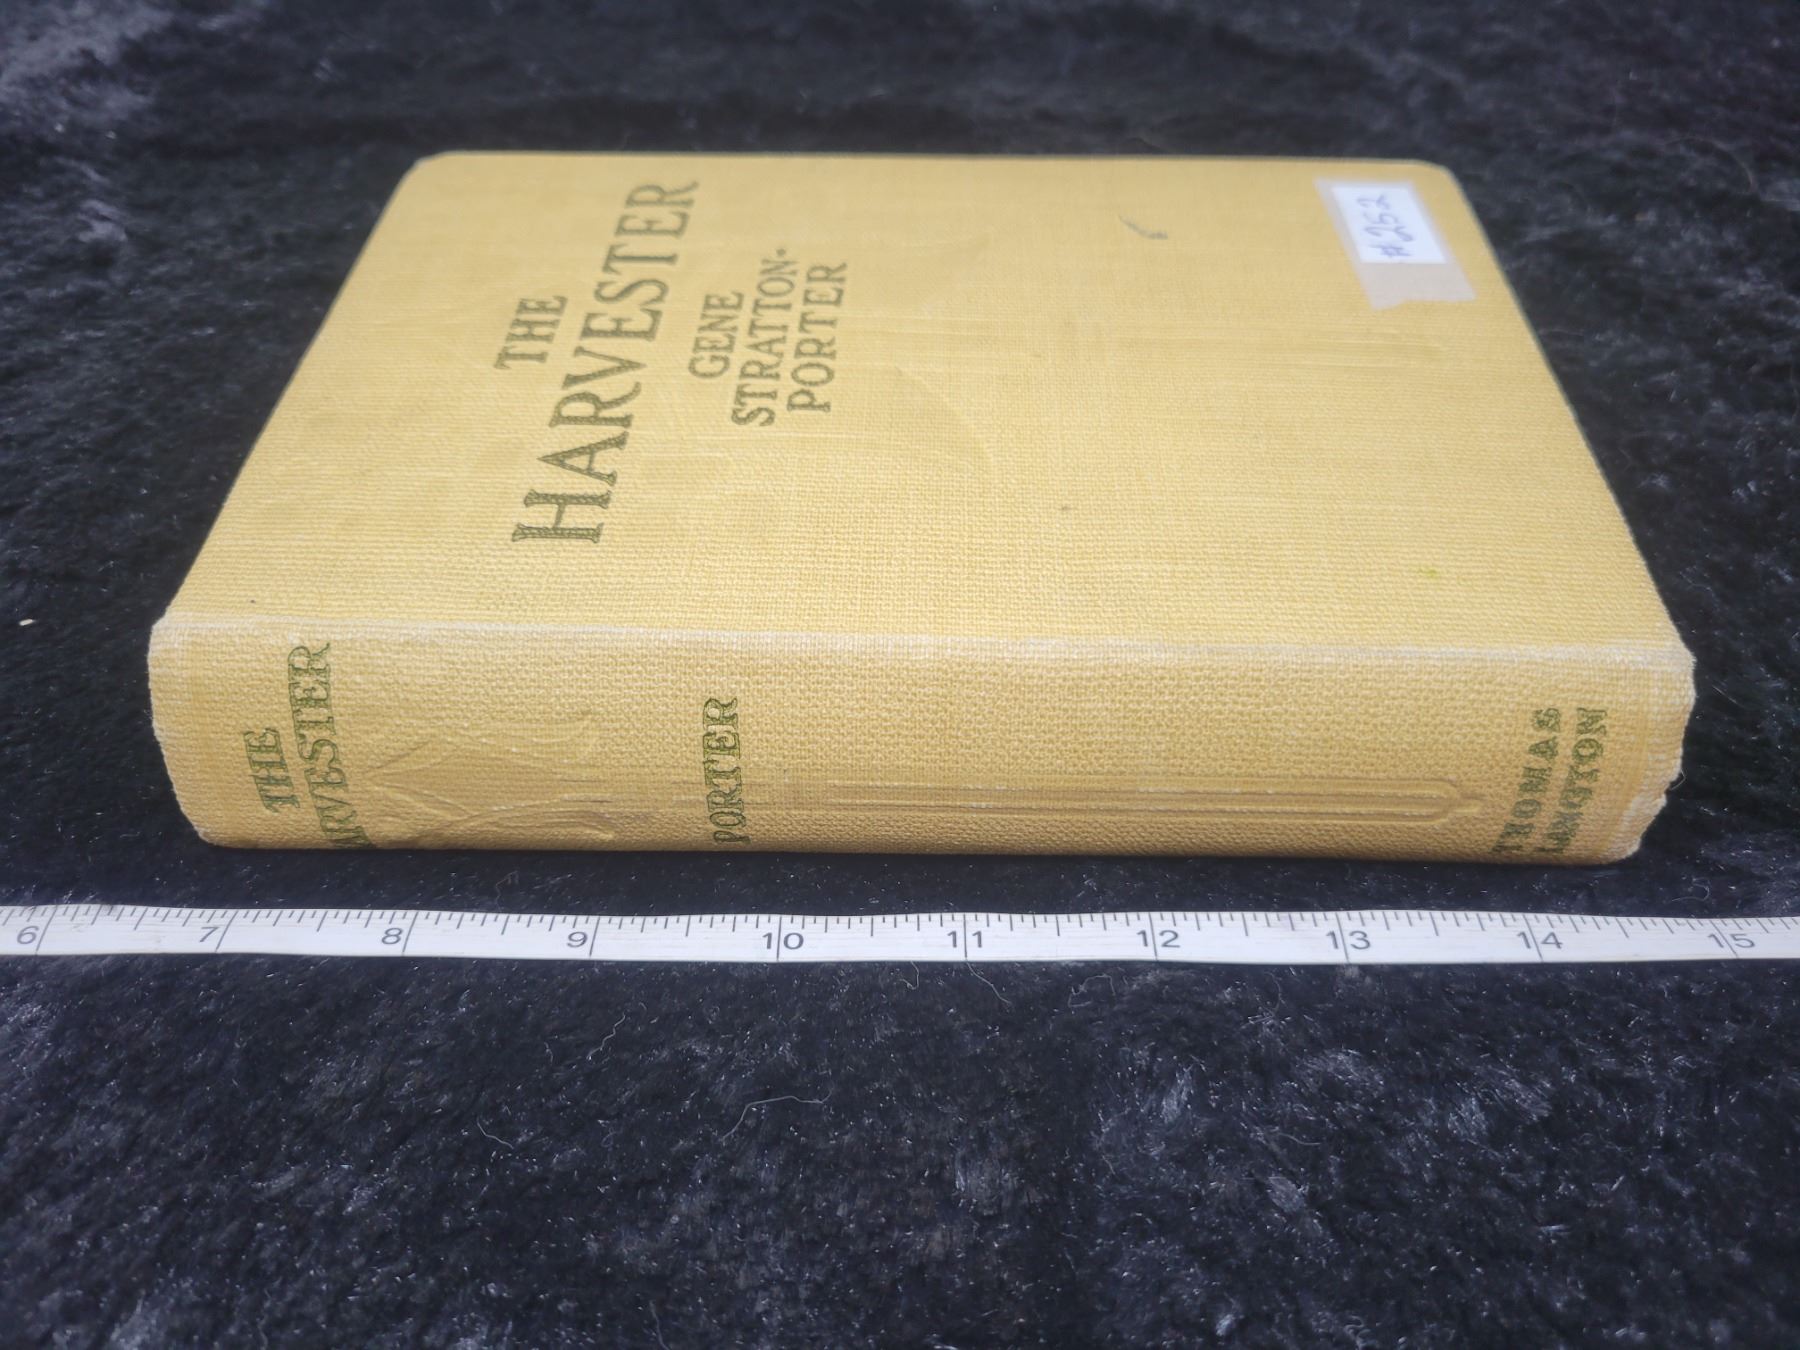 THE
HARVESTER
GENE
STRATTON-
PORTER
#252
THE
HARVESTER
PORTER
THOMAS
LANGTON
6 7 8 9 10 11 12 13 14 15